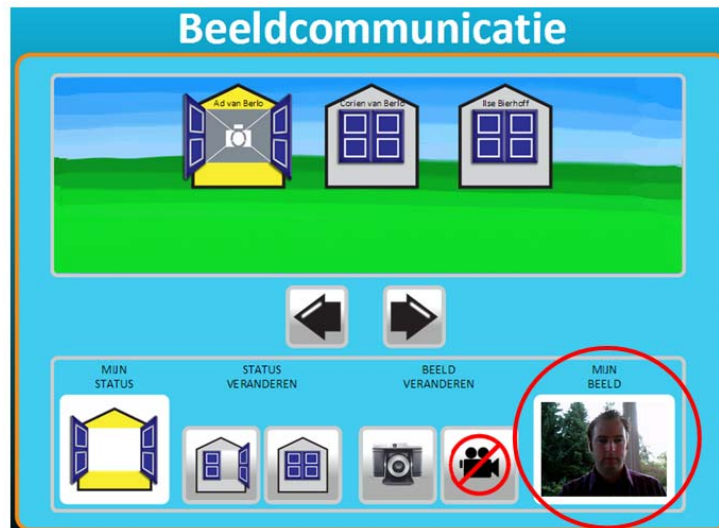 Beeldcommunicatie
Ad van Berlo
Corien van Berlo
Ilse Bierhoff
MIJN
STATUS
STATUS
VERANDEREN
BEELD
VERANDEREN
MIJN
BEELD